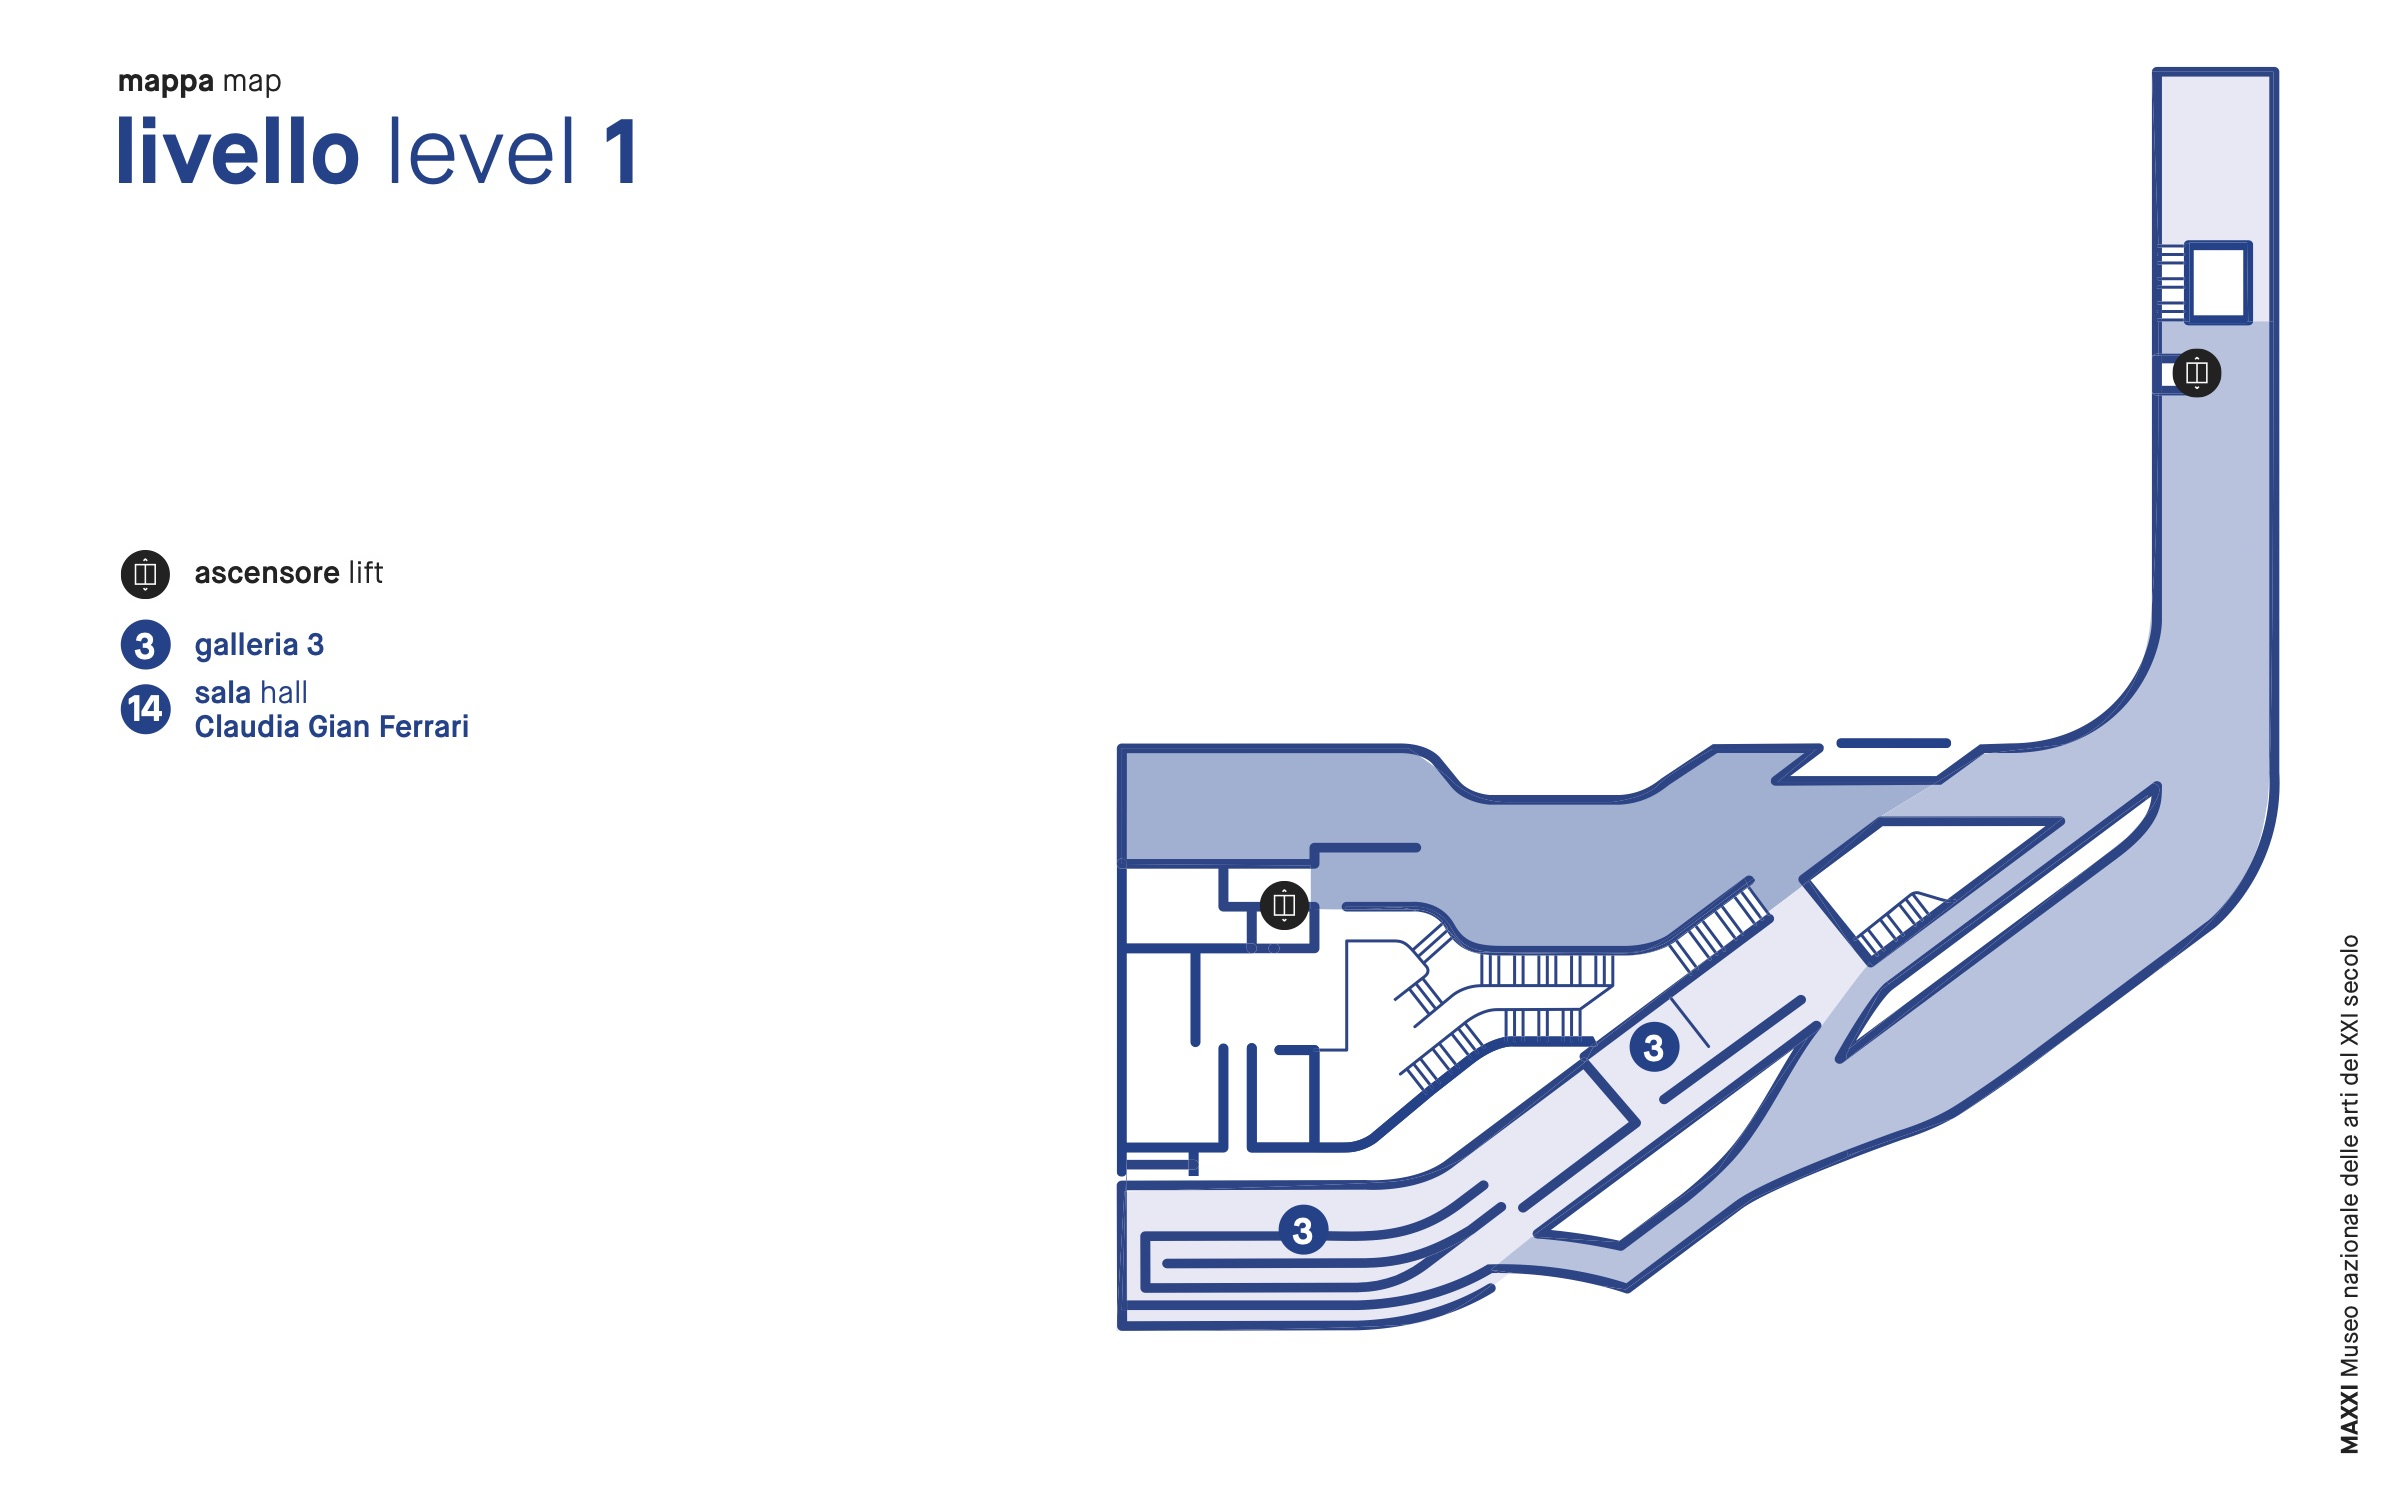 mappa map
livello level 1
ascensore lift
3 galleria 3
14 sala hall
Claudia Gian Ferrari
3
3
MAXXI Museo nazionale delle arti del XXI secolo